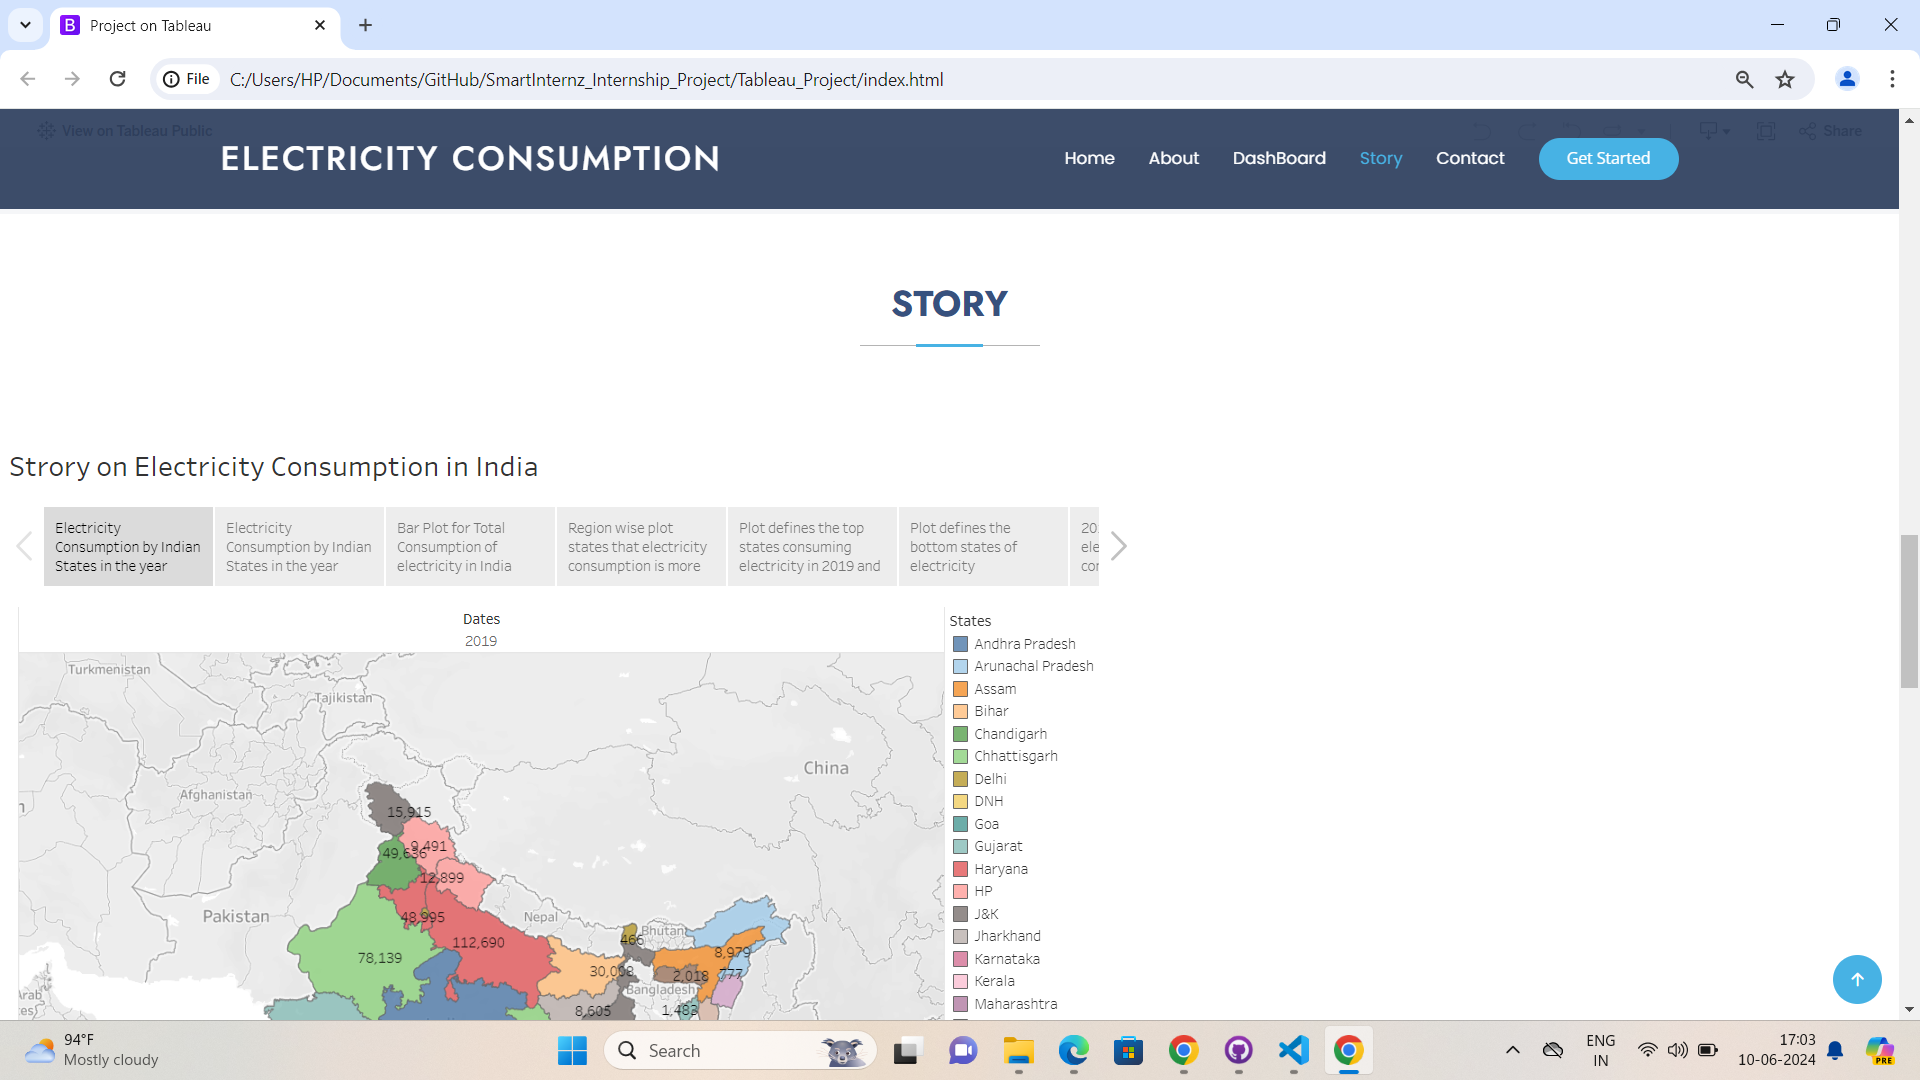 Project on Tableau
File
C:/Users/HP/Documents/GitHub/SmartInternz_Internship_Project/Tableau_Project/index.html
View on Tableau Public
Share
ELECTRICITY CONSUMPTION
Home About DashBoard Story Contact Get Started
STORY
Strory on Electricity Consumption in India
Electricity
Consumption by Indian
States in the year
Electricity
Consumption by Indian
States in the year
Bar Plot for Total
Consumption of
electricity in India
Region wise plot
states that electricity
consumption is more
Plot defines the top
states consuming
electricity in 2019 and
Plot defines the
bottom states of
electricity
Dates
2019
Turkmenistan
Tajikistan
China
Afghanistan
15,915
9,491
49,636
12,899
Pakistan
48,995
Nepal
Bhutan
466
112,690
8,979
78,139
30,008
2,018
777
Bangladesh
8,605
1,483
States
Andhra Pradesh
Arunachal Pradesh
Assam
Bihar
Chandigarh
Chhattisgarh
Delhi
DNH
Goa
Gujarat
Haryana
HP
J&K
Jharkhand
Karnataka
Kerala
Maharashtra
94°F
Mostly cloudy
Search
ENG
IN
17:03
10-06-2024
PRE